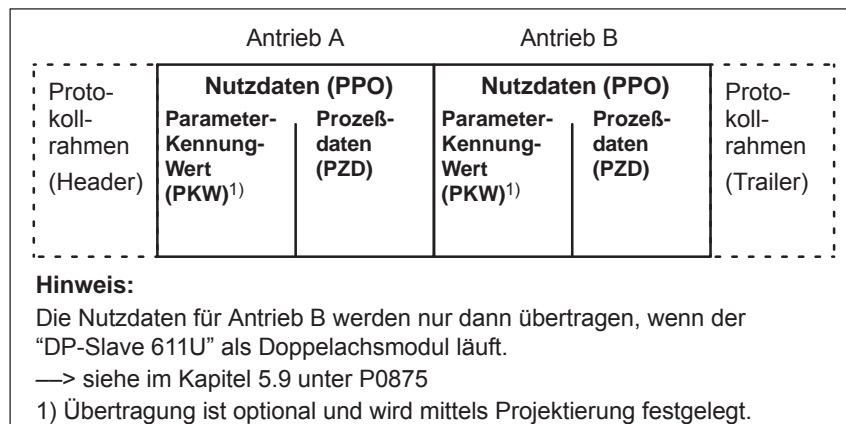 Antrieb A
Antrieb B
Proto-
koll-
rahmen
(Header)
Nutzdaten (PPO)
Parameter-
Kennung-
Wert
(PKW)1)
Prozeß-
daten
(PZD)
Nutzdaten (PPO)
Parameter-
Kennung-
Wert
(PKW)1)
Prozeß-
daten
(PZD)
Proto-
koll-
rahmen
(Trailer)
Hinweis:
Die Nutzdaten für Antrieb B werden nur dann übertragen, wenn der
“DP-Slave 611U” als Doppelachsmodul läuft.
––> siehe im Kapitel 5.9 unter P0875
1) Übertragung ist optional und wird mittels Projektierung festgelegt.